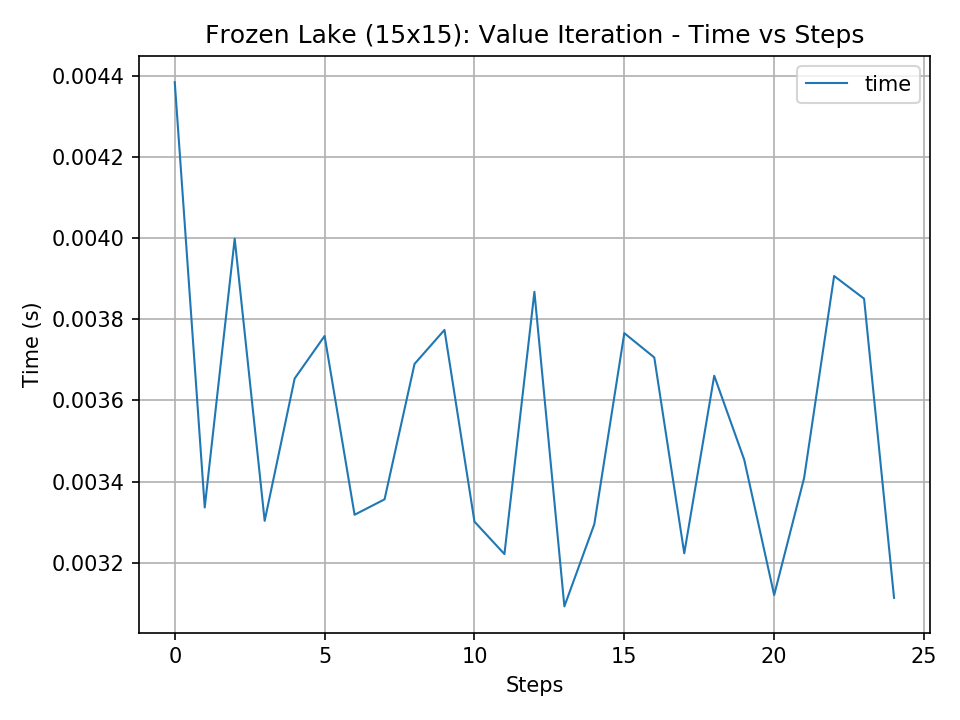 Frozen Lake (15x15): Value Iteration - Time vs Steps
time
Time (s)
0.0044
0.0042
0.0040
0.0038
0.0036
0.0034
0.0032
0 5 10 15 20 25
Steps